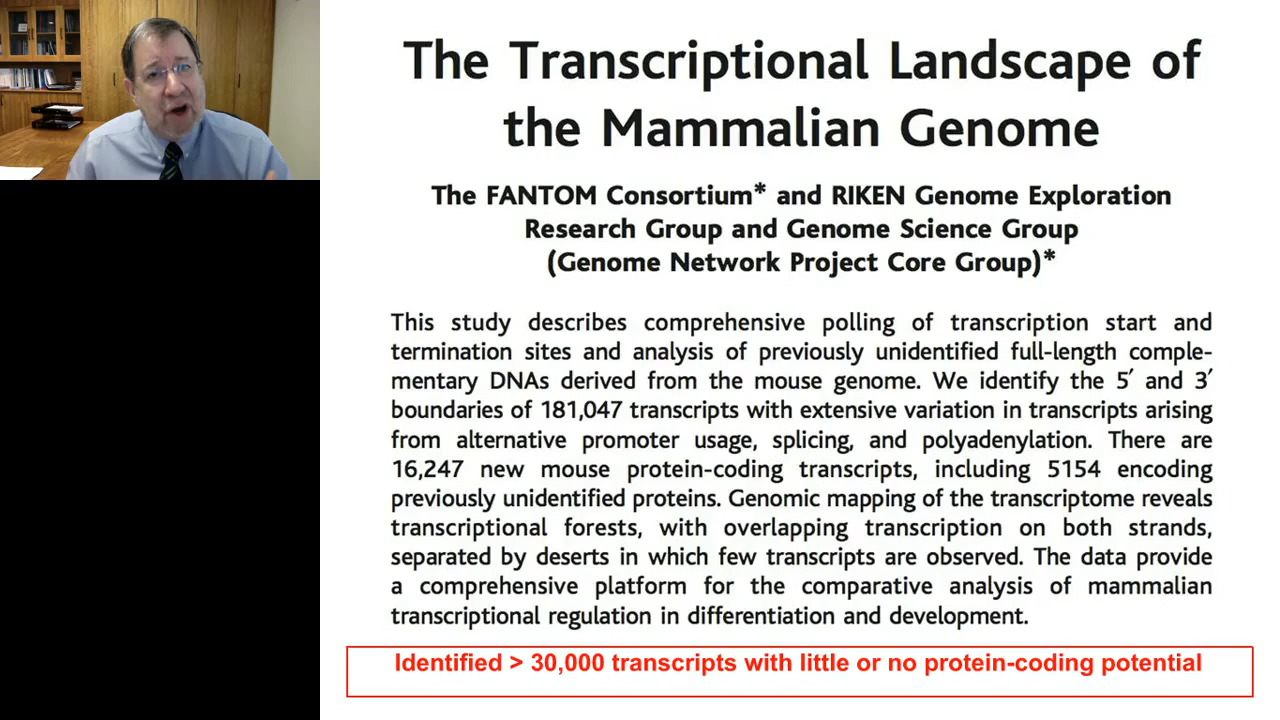 The Transcriptional Landscape of
the Mammalian Genome
The FANTOM Consortium* and RIKEN Genome Exploration
Research Group and Genome Science Group
(Genome Network Project Core Group)*
This study describes comprehensive polling of transcription start and
termination sites and analysis of previously unidentified full-length comple-
mentary DNAs derived from the mouse genome. We identify the 5′ and 3′
boundaries of 181,047 transcripts with extensive variation in transcripts arising
from alternative promoter usage, splicing, and polyadenylation. There are
16,247 new mouse protein-coding transcripts, including 5154 encoding
previously unidentified proteins. Genomic mapping of the transcriptome reveals
transcriptional forests, with overlapping transcription on both strands,
separated by deserts in which few transcripts are observed. The data provide
a comprehensive platform for the comparative analysis of mammalian
transcriptional regulation in differentiation and development.
Identified > 30,000 transcripts with little or no protein-coding potential